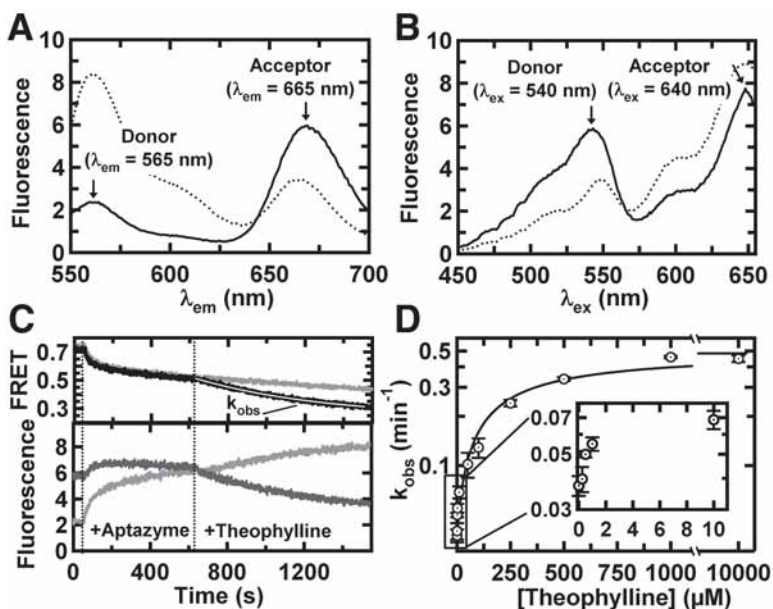 A
10
8
6
4
2
0
Fluorescence
Donor
(λem = 565 nm)
Acceptor
(λem = 665 nm)
550
600
650
700
λem (nm)
B
10
8
6
4
2
0
Fluorescence
Donor
(λex = 540 nm)
Acceptor
(λex = 640 nm)
450
500
550
600
650
λex (nm)
C
0.7
0.5
0.3
FRET
kobs
8
6
4
2
0
Fluorescence
+Aptazyme
+Theophylline
0
400
800
1200
Time (s)
D
0.5
0.3
0.1
kobs (min-1)
0.07
0.05
0.03
0 2 4 6 8 10
0
250
500
1000
10000
[Theophylline] (μM)